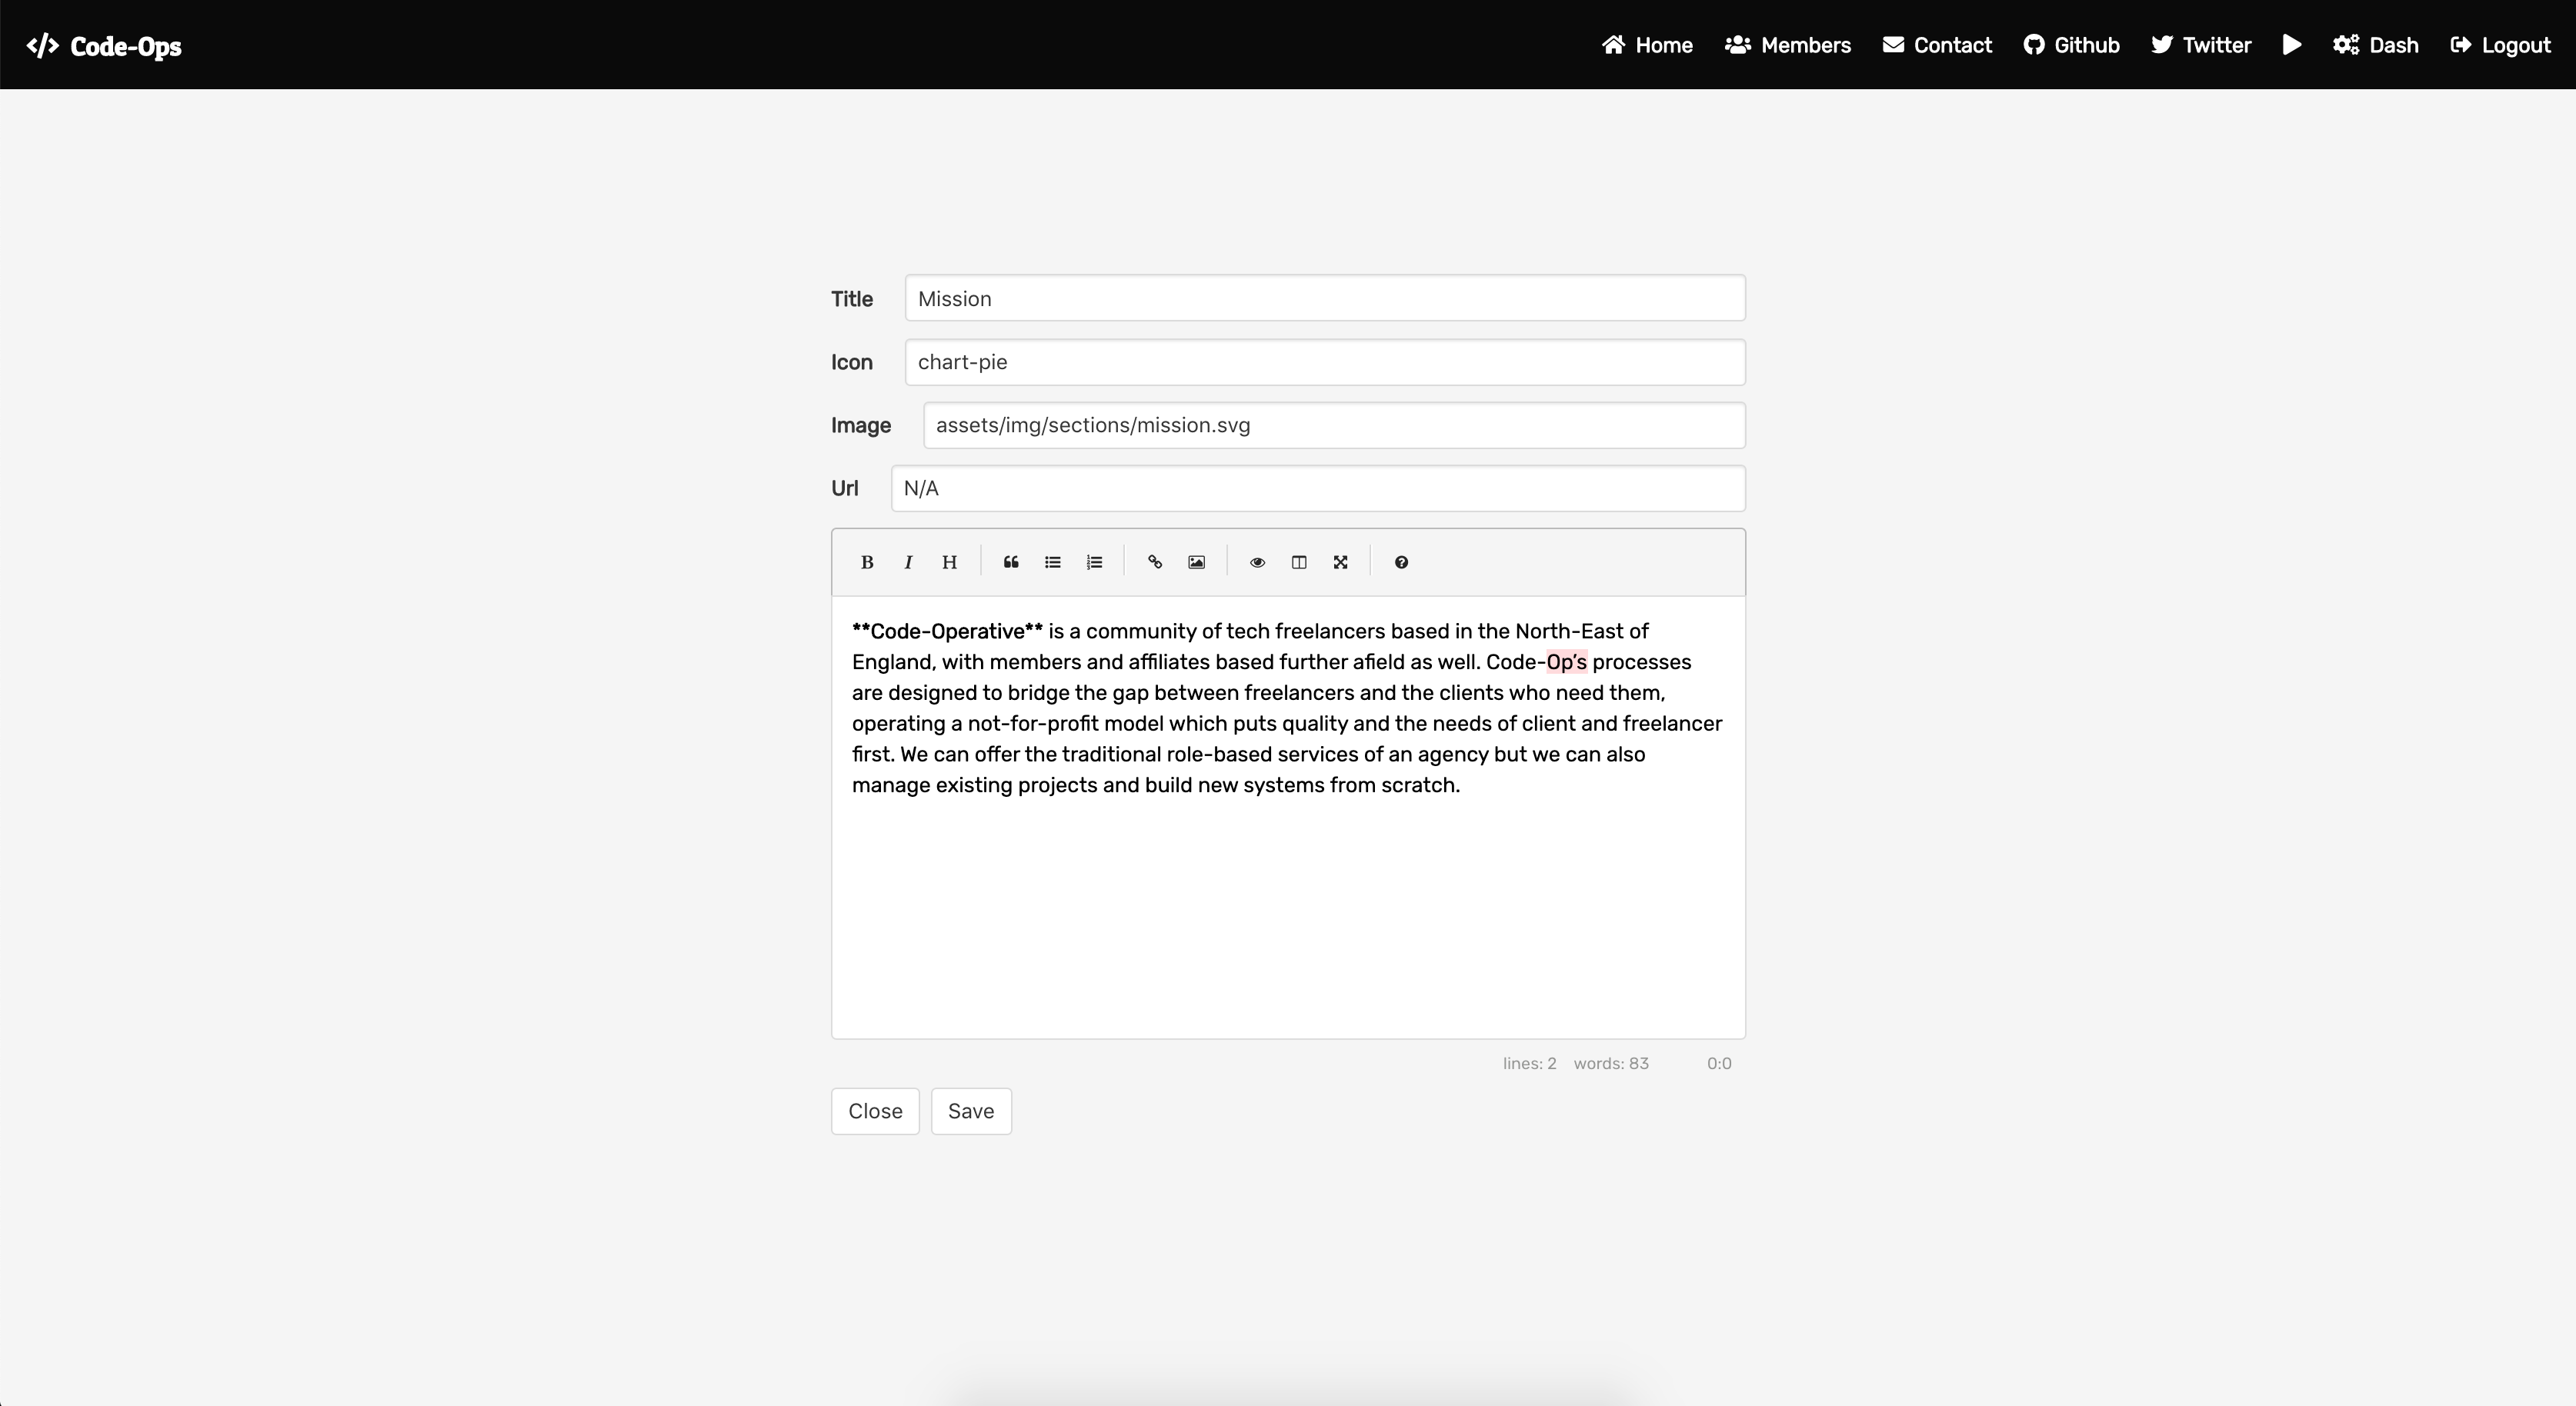 Code-Ops
Home
Members
Contact
Github
Twitter
Dash
Logout
Title
Mission
Icon
chart-pie
Image
assets/img/sections/mission.svg
Url
N/A
B I H
**Code-Operative** is a community of tech freelancers based in the North-East of
England, with members and affiliates based further afield as well. Code-Op’s processes
are designed to bridge the gap between freelancers and the clients who need them,
operating a not-for-profit model which puts quality and the needs of client and freelancer
first. We can offer the traditional role-based services of an agency but we can also
manage existing projects and build new systems from scratch.
lines: 2 words: 83 0:0
Close
Save